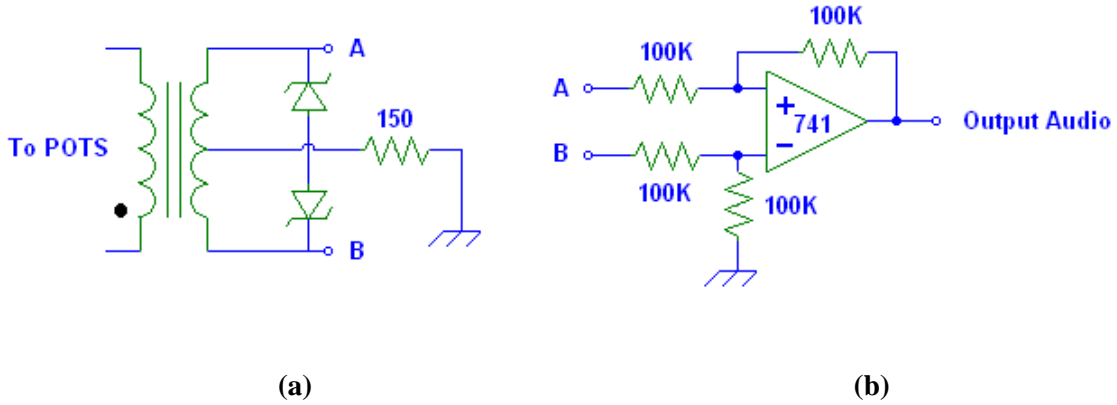 To POTS
A
150
B
(a)
A
100K
100K
+
741
-
Output Audio
B
100K
100K
(b)